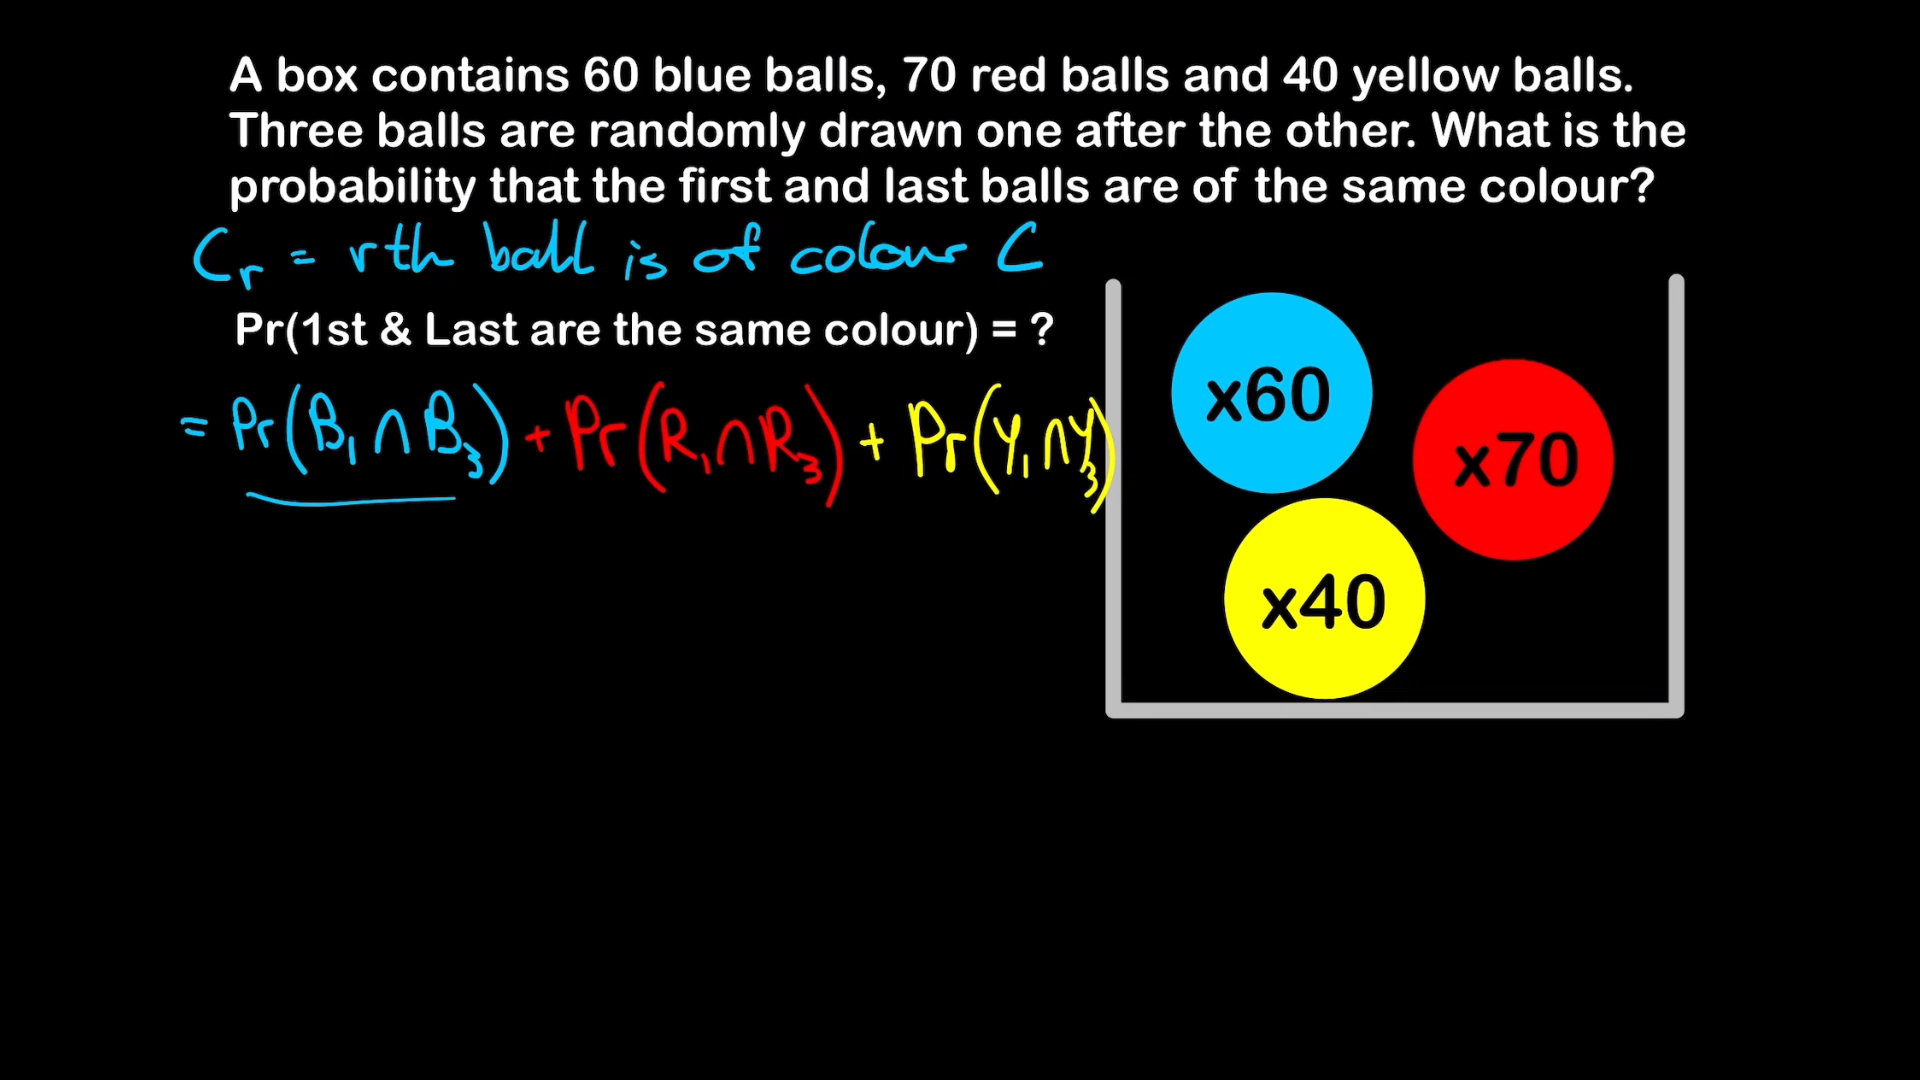 A box contains 60 blue balls, 70 red balls and 40 yellow balls.
Three balls are randomly drawn one after the other. What is the
probability that the first and last balls are of the same colour?
Cr = rth ball is of colour C
Pr(1st & Last are the same colour) = ?
= Pr(B₁ ∩ B₃) + Pr(R₁ ∩ R₃) + Pr(Y₁ ∩ Y₃)
x60
x70
x40